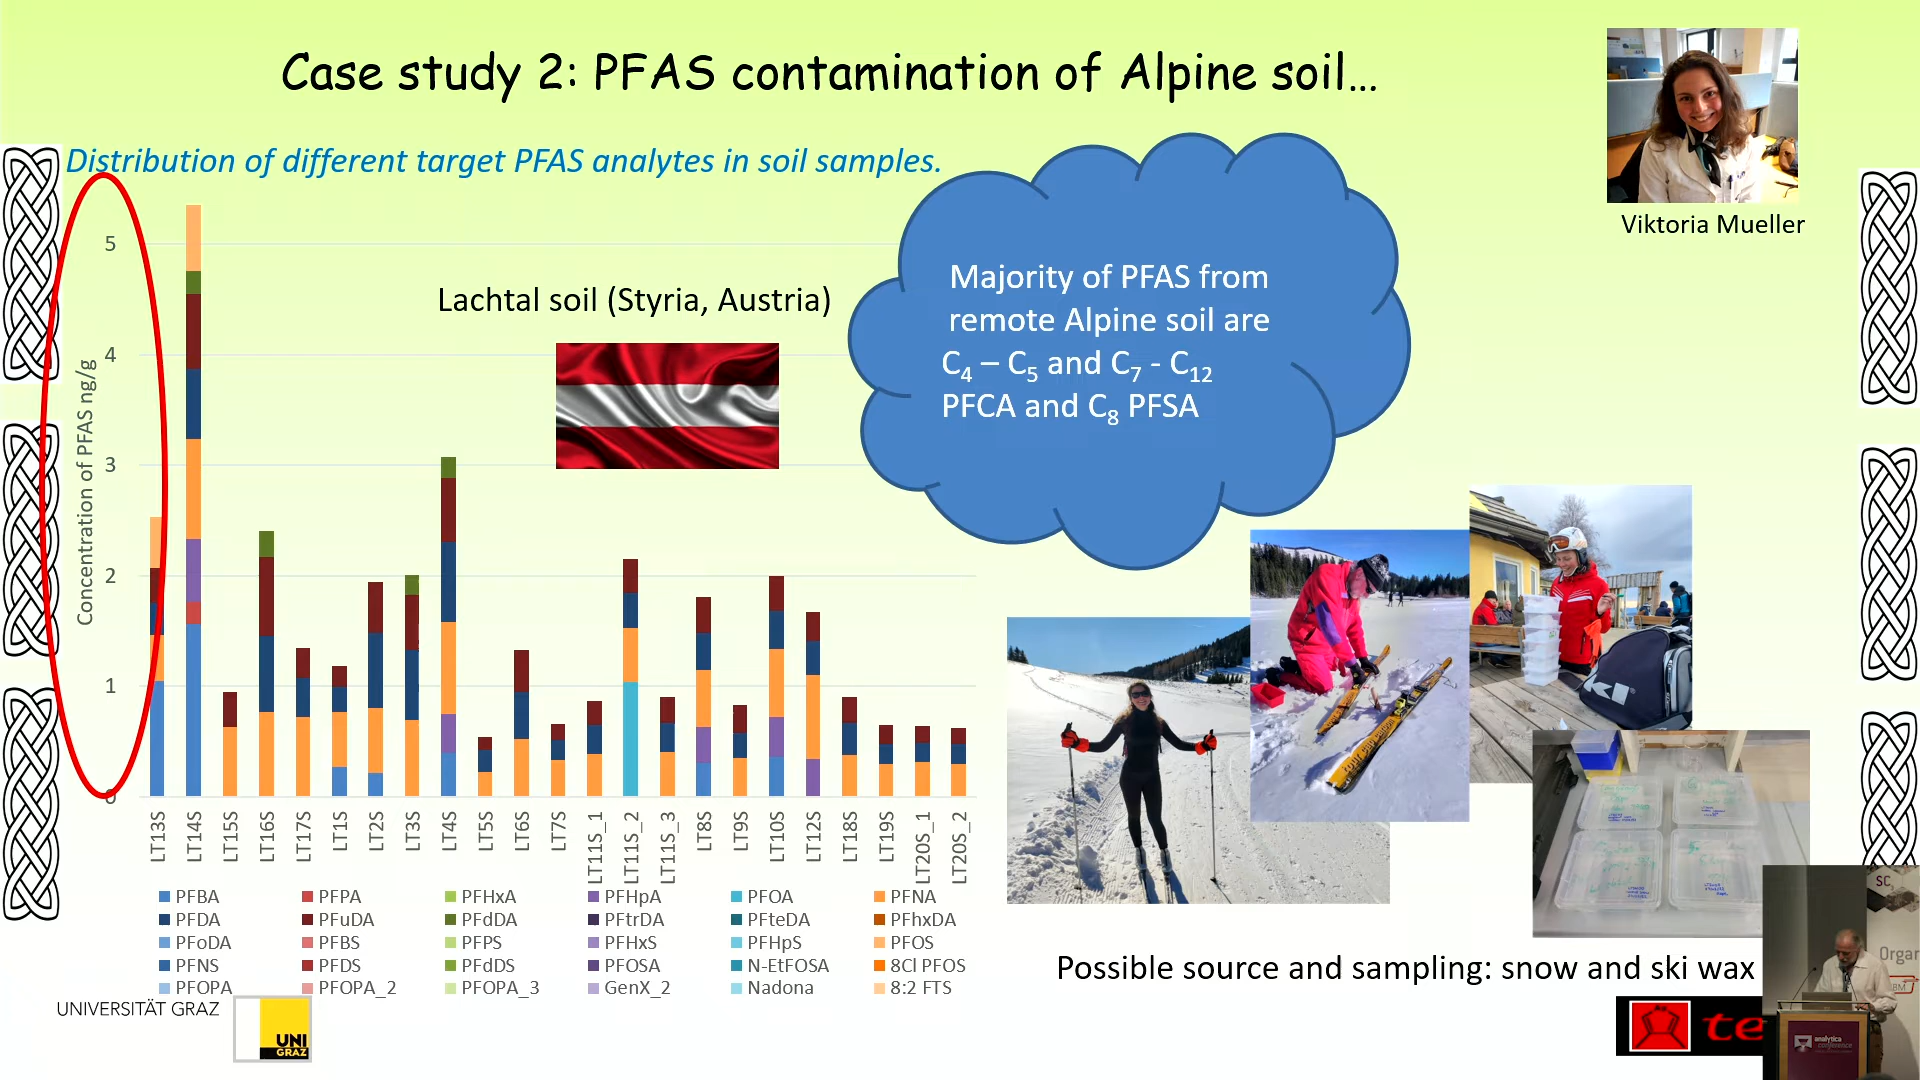 Case study 2: PFAS contamination of Alpine soil...
Viktoria Mueller
Distribution of different target PFAS analytes in soil samples.
Majority of PFAS from
remote Alpine soil are
C4 – C5 and C7 - C12
PFCA and C8 PFSA
Lachtal soil (Styria, Austria)
Concentration of PFAS ng/g
5
4
3
2
1
0
LT13S
LT14S
LT15S
LT16S
LT17S
LT1S
LT2S
LT3S
LT4S
LT5S
LT6S
LT7S
LT11S_1
LT11S_2
LT11S_3
LT8S
LT9S
LT10S
LT12S
LT18S
LT19S
LT20S_1
LT20S_2
PFBA PFPA PFHxA PFHpA PFOA PFNA
PFDA PFuDA PFdDA PFtrDA PFteDA PFhxDA
PFoDA PFBS PFPS PFHxS PFHpS PFOS
PFNS PFDS PFdDS PFOSA N-EtFOSA 8Cl PFOS
PFOPA PFOPA_2 PFOPA_3 GenX_2 Nadona 8:2 FTS
Possible source and sampling: snow and ski wax
UNIVERSITÄT GRAZ
UNI
GRAZ
te
SC
Organ
analytica
conference